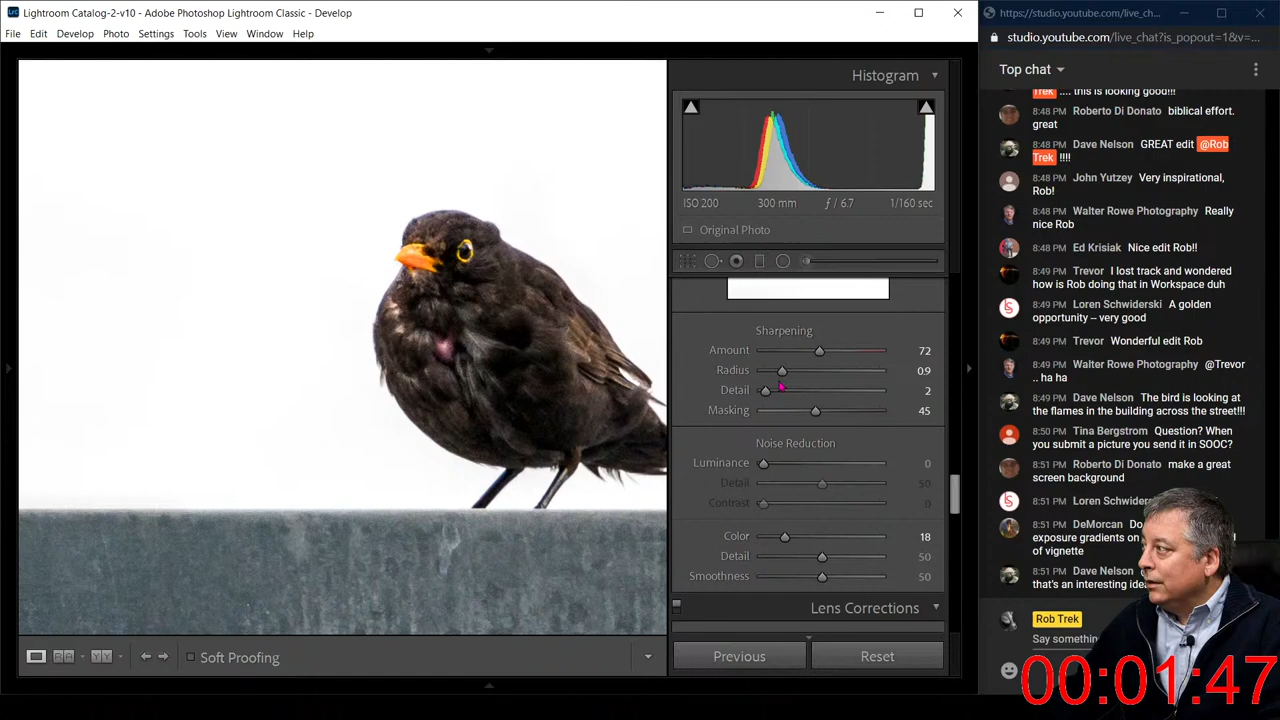 Lightroom Catalog-2-v10 - Adobe Photoshop Lightroom Classic - Develop
File Edit Develop Photo Settings Tools View Window Help
Histogram
ISO 200 300 mm ƒ / 6.7 1/160 sec
Original Photo
Sharpening
Amount 72
Radius 0.9
Detail 2
Masking 45
Noise Reduction
Luminance 0
Detail 50
Contrast 0
Color 18
Detail 50
Smoothness 50
Lens Corrections
Previous Reset
Soft Proofing
https://studio.youtube.com/live_ch...
studio.youtube.com/live_chat?is_popout=1&v=...
Top chat
Trek .... this is looking good!!!
8:48 PM Roberto Di Donato biblical effort.
great
8:48 PM Dave Nelson GREAT edit @Rob
Trek !!!!
8:48 PM John Yutzey Very inspirational,
Rob!
8:48 PM Walter Rowe Photography Really
nice Rob
8:48 PM Ed Krisiak Nice edit Rob!!
8:49 PM Trevor I lost track and wondered
how is Rob doing that in Workspace duh
8:49 PM Loren Schwiderski A golden
opportunity – very good
8:49 PM Trevor Wonderful edit Rob
8:49 PM Walter Rowe Photography @Trevor
.. ha ha
8:49 PM Dave Nelson The bird is looking at
the flames in the building across the street!!!
8:50 PM Tina Bergstrom Question? When
you submit a picture you send it in SOOC?
8:51 PM Roberto Di Donato make a great
screen background
8:51 PM Loren Schwiders
8:51 PM DeMorcan Do
exposure gradients on
of vignette
8:51 PM Dave Nelson
that's an interesting ide
Rob Trek
Say something
00:01:47